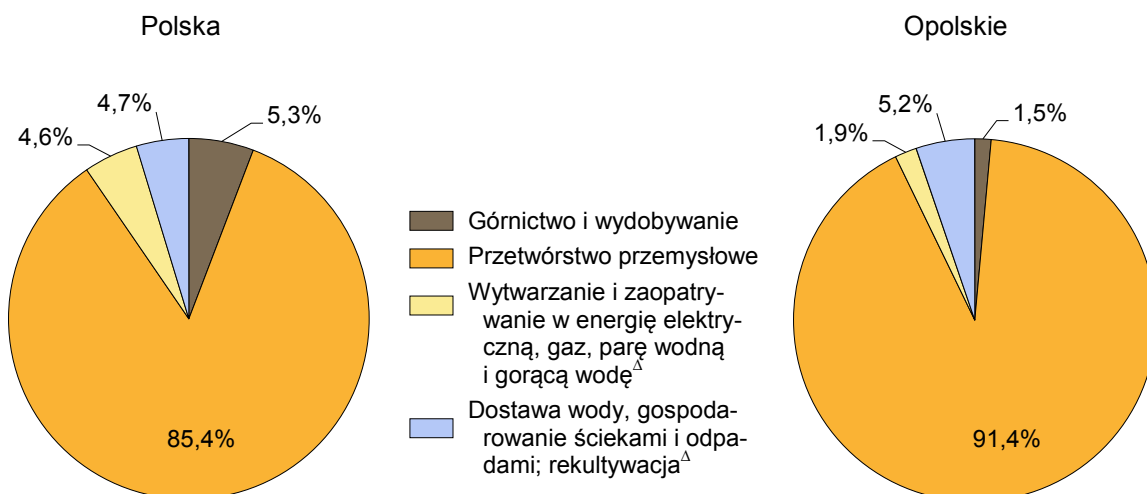 Polska
4,7%
5,3%
4,6%
85,4%
Górnictwo i wydobywanie
Przetwórstwo przemysłowe
Wytwarzanie i zaopatry-
wanie w energię elektry-
czną, gaz, parę wodną
i gorącą wodę^Δ
Dostawa wody, gospoda-
rowanie ściekami i odpa-
dami; rekultywacja^Δ
Opolskie
5,2%
1,5%
1,9%
91,4%